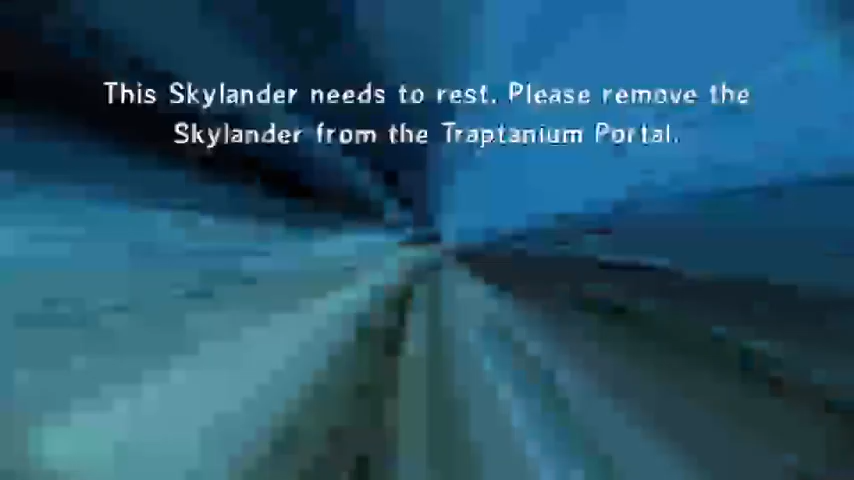 This Skylander needs to rest. Please remove the
Skylander from the Traptanium Portal.